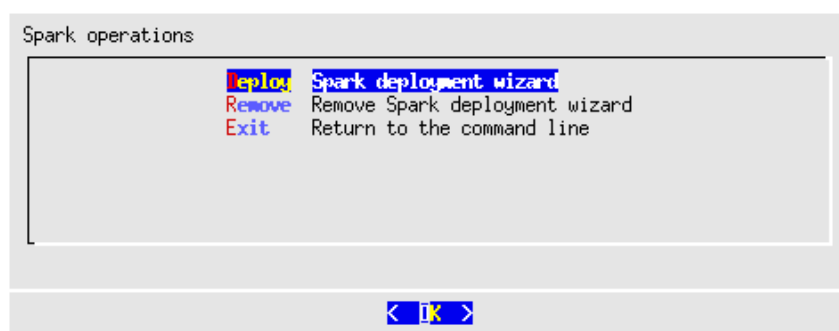 Spark operations
Deploy Spark deployment wizard
Remove Remove Spark deployment wizard
Exit Return to the command line
< OK >